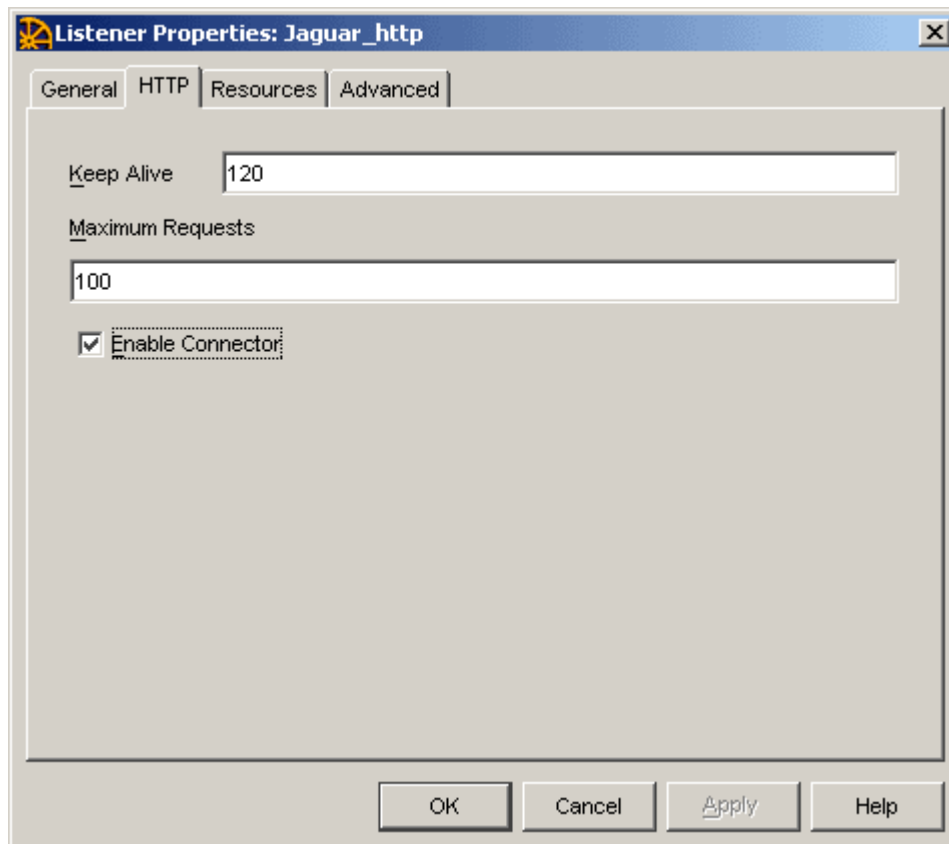 Listener Properties: Jaguar_http
General HTTP Resources Advanced
Keep Alive 120
Maximum Requests
100
Enable Connector
OK Cancel Apply Help